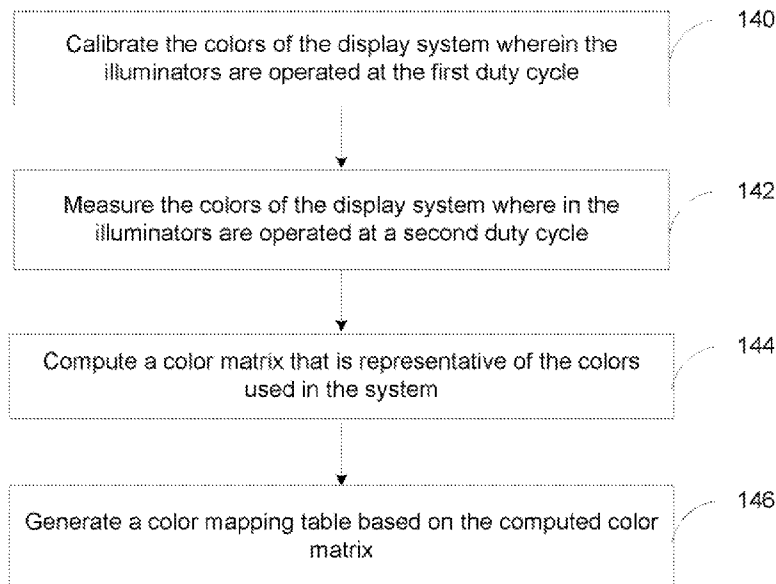 140
Calibrate the colors of the display system wherein the
illuminators are operated at the first duty cycle
142
Measure the colors of the display system where in the
illuminators are operated at a second duty cycle
144
Compute a color matrix that is representative of the colors
used in the system
146
Generate a color mapping table based on the computed color
matrix